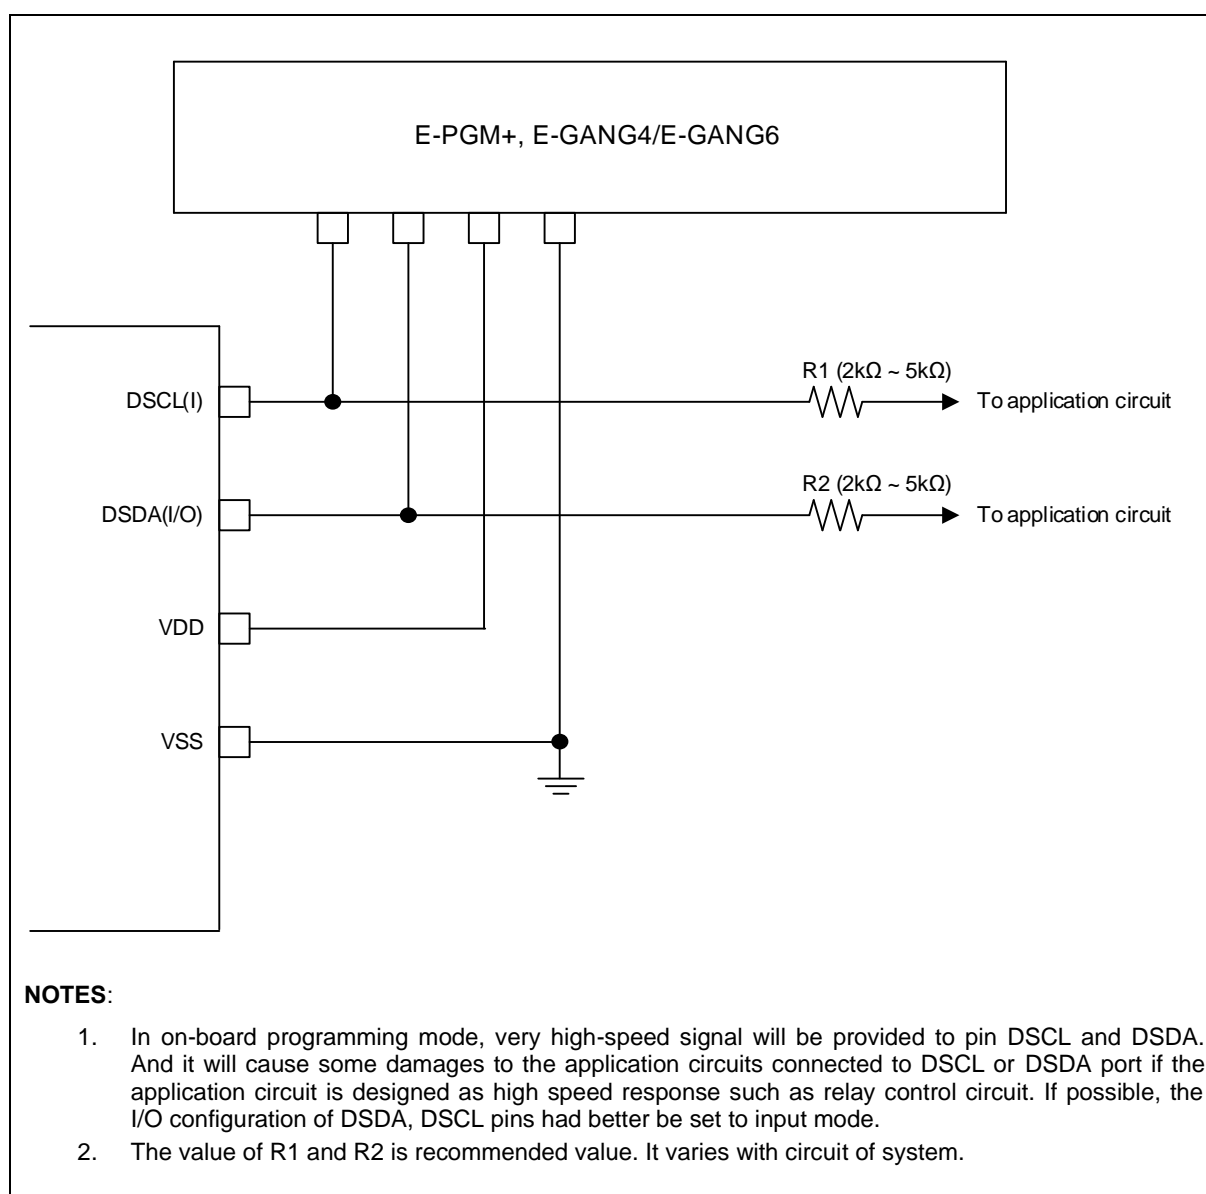 E-PGM+, E-GANG4/E-GANG6
R1 (2kΩ ~ 5kΩ)
DSCL(I)
To application circuit
R2 (2kΩ ~ 5kΩ)
DSDA(I/O)
To application circuit
VDD
VSS
NOTES:
1. In on-board programming mode, very high-speed signal will be provided to pin DSCL and DSDA.
And it will cause some damages to the application circuits connected to DSCL or DSDA port if the
application circuit is designed as high speed response such as relay control circuit. If possible, the
I/O configuration of DSDA, DSCL pins had better be set to input mode.
2. The value of R1 and R2 is recommended value. It varies with circuit of system.